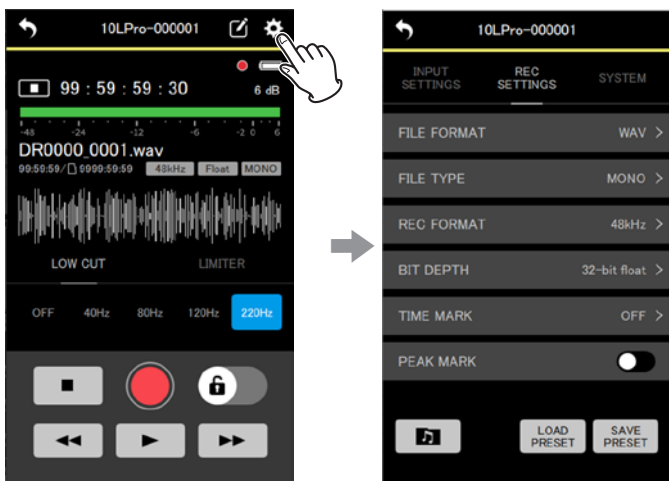 10LPro-000001
99 : 59 : 59 : 30
6 dB
-48 -24 -12 -6 -2 0 6
DR0000_0001.wav
99:59:59/ 9999:59:59 48kHz Float MONO
LOW CUT LIMITER
OFF 40Hz 80Hz 120Hz 220Hz
10LPro-000001
INPUT SETTINGS
REC SETTINGS
SYSTEM
FILE FORMAT WAV >
FILE TYPE MONO >
REC FORMAT 48kHz >
BIT DEPTH 32-bit float >
TIME MARK OFF >
PEAK MARK
LOAD PRESET
SAVE PRESET